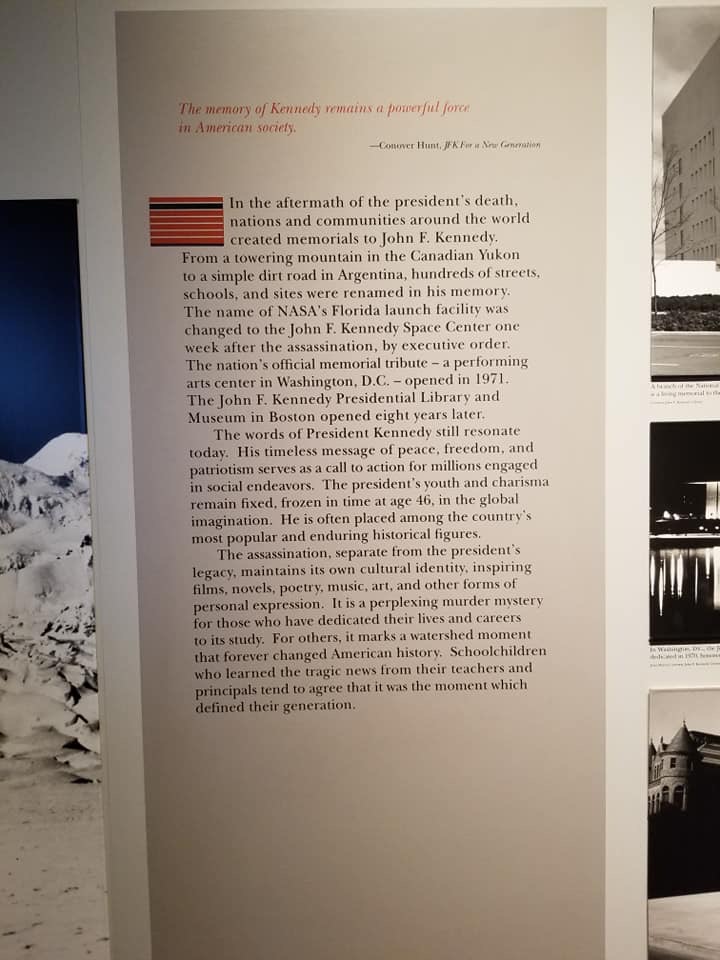 The memory of Kennedy remains a powerful force
in American society.
—Conover Hunt, JFK For a New Generation
In the aftermath of the president's death,
nations and communities around the world
created memorials to John F. Kennedy.
From a towering mountain in the Canadian Yukon
to a simple dirt road in Argentina, hundreds of streets,
schools, and sites were renamed in his memory.
The name of NASA's Florida launch facility was
changed to the John F. Kennedy Space Center one
week after the assassination, by executive order.
The nation's official memorial tribute – a performing
arts center in Washington, D.C. – opened in 1971.
The John F. Kennedy Presidential Library and
Museum in Boston opened eight years later.
The words of President Kennedy still resonate
today. His timeless message of peace, freedom, and
patriotism serves as a call to action for millions engaged
in social endeavors. The president's youth and charisma
remain fixed, frozen in time at age 46, in the global
imagination. He is often placed among the country's
most popular and enduring historical figures.
The assassination, separate from the president's
legacy, maintains its own cultural identity, inspiring
films, novels, poetry, music, art, and other forms of
personal expression. It is a perplexing murder mystery
for those who have dedicated their lives and careers
to its study. For others, it marks a watershed moment
that forever changed American history. Schoolchildren
who learned the tragic news from their teachers and
principals tend to agree that it was the moment which
defined their generation.
A branch of the National
is a living memorial to the
In Washington, D.C., the